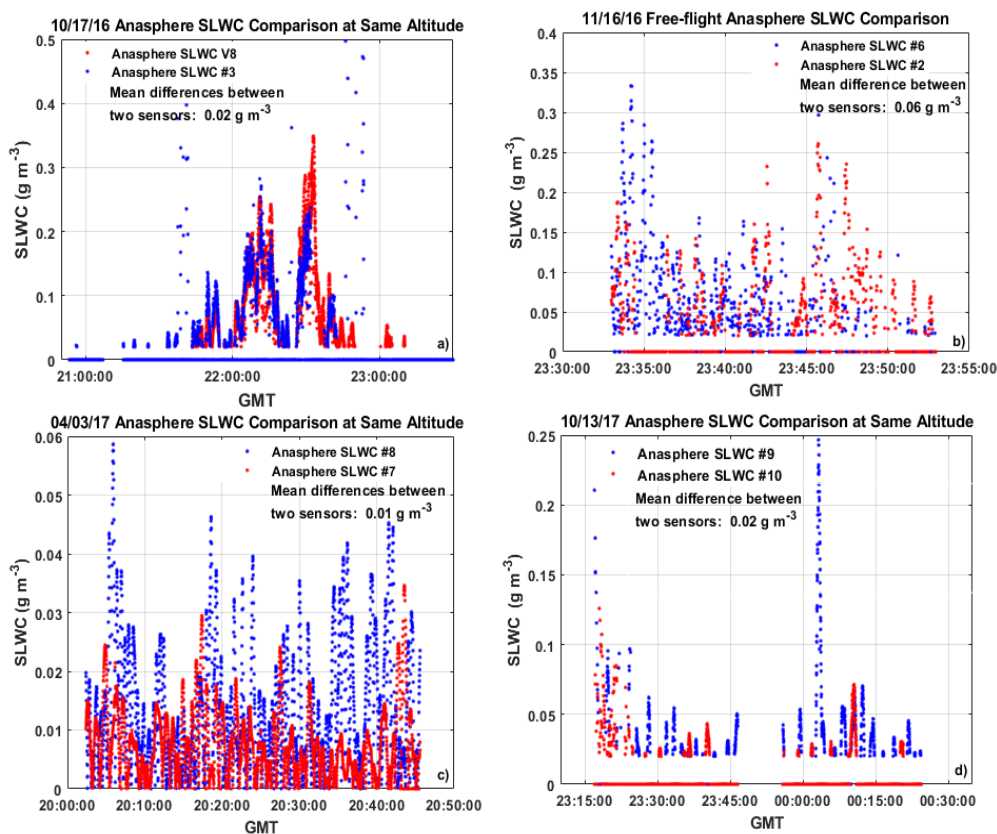 10/17/16 Anasphere SLWC Comparison at Same Altitude
Anasphere SLWC V8
Anasphere SLWC #3
Mean differences between
two sensors: 0.02 g m⁻³
SLWC (g m⁻³)
0.5
0.4
0.3
0.2
0.1
0
a)
21:00:00 22:00:00 23:00:00
GMT
11/16/16 Free-flight Anasphere SLWC Comparison
Anasphere SLWC #6
Anasphere SLWC #2
Mean difference between
two sensors: 0.06 g m⁻³
SLWC (g m⁻³)
0.4
0.35
0.3
0.25
0.2
0.15
0.1
0.05
0
b)
23:30:00 23:35:00 23:40:00 23:45:00 23:50:00 23:55:00
GMT
04/03/17 Anasphere SLWC Comparison at Same Altitude
Anasphere SLWC #8
Anasphere SLWC #7
Mean differences between
two sensors: 0.01 g m⁻³
SLWC (g m⁻³)
0.06
0.05
0.04
0.03
0.02
0.01
0
c)
20:00:00 20:10:00 20:20:00 20:30:00 20:40:00 20:50:00
GMT
10/13/17 Anasphere SLWC Comparison at Same Altitude
Anasphere SLWC #9
Anasphere SLWC #10
Mean difference between
two sensors: 0.02 g m⁻³
SLWC (g m⁻³)
0.25
0.2
0.15
0.1
0.05
0
d)
23:15:00 23:30:00 23:45:00 00:00:00 00:15:00 00:30:00
GMT